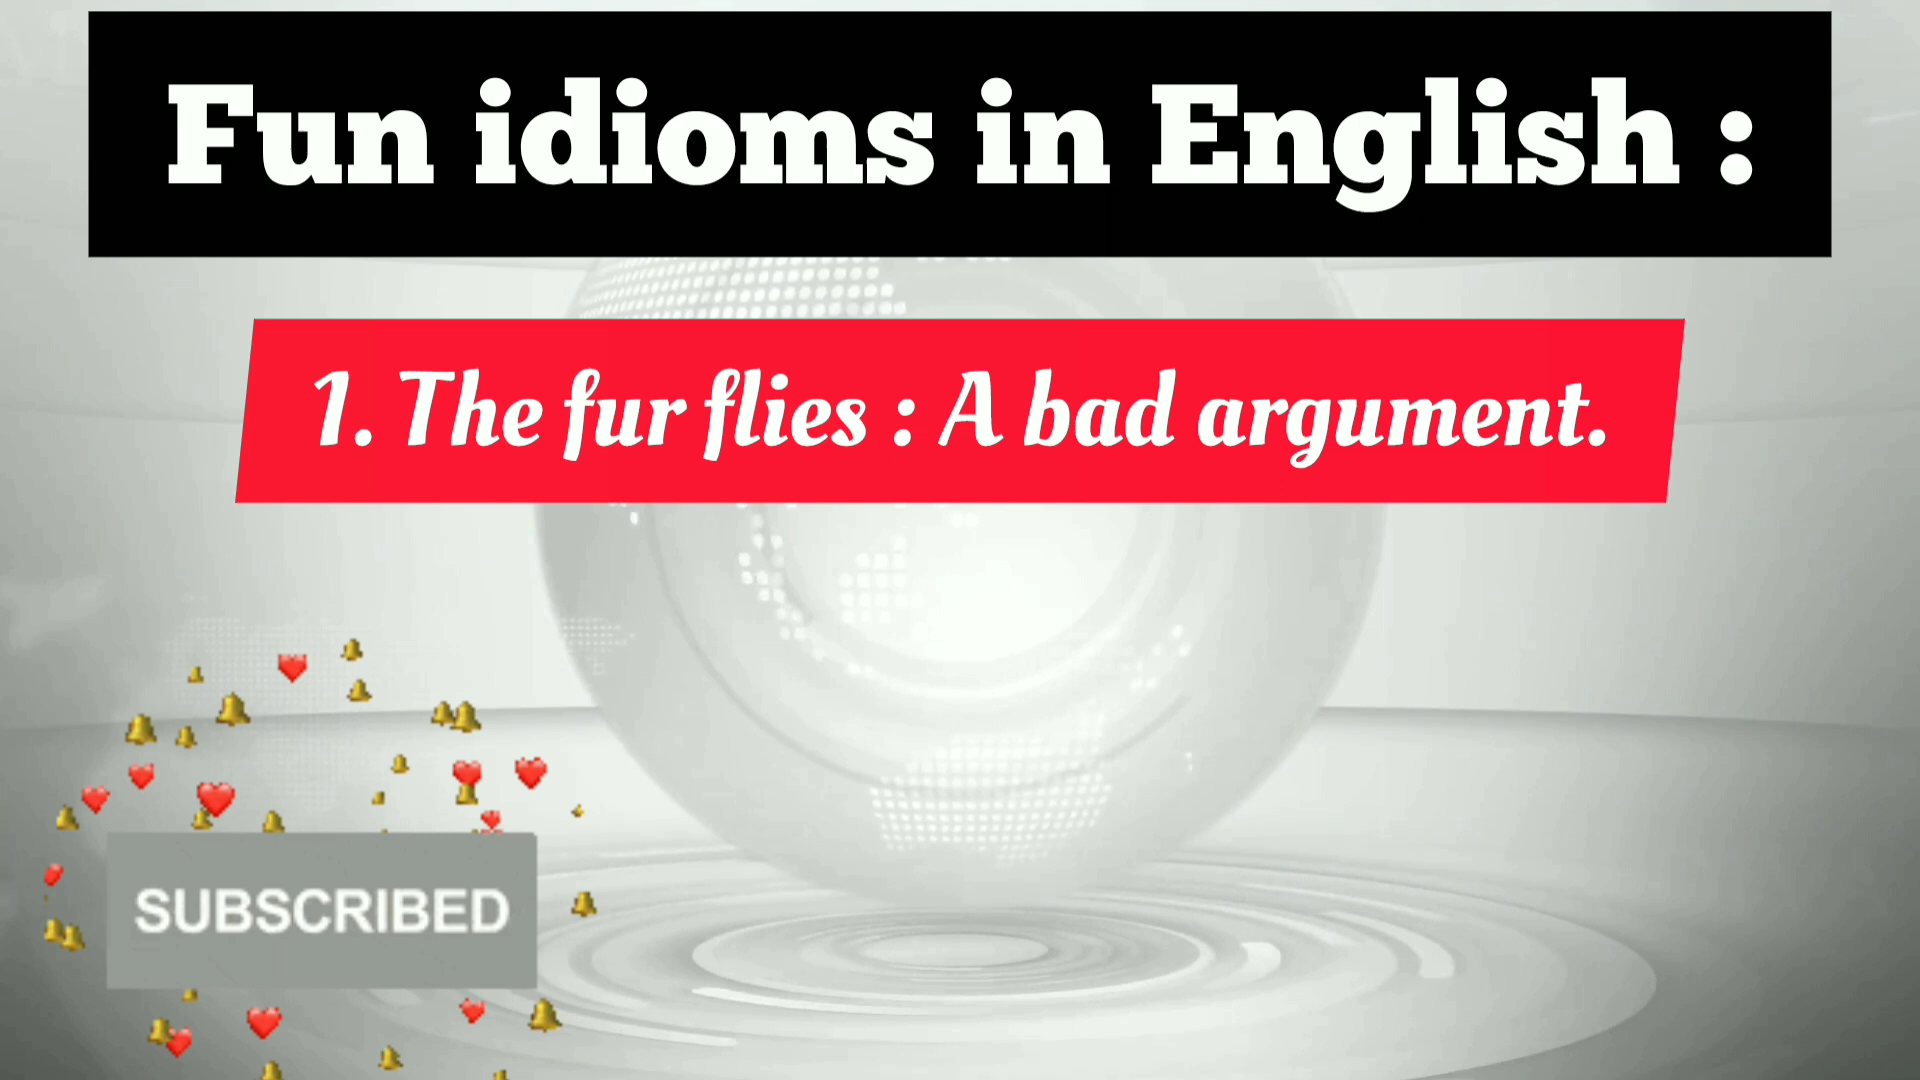 Fun idioms in English :
1. The fur flies : A bad argument.
SUBSCRIBED